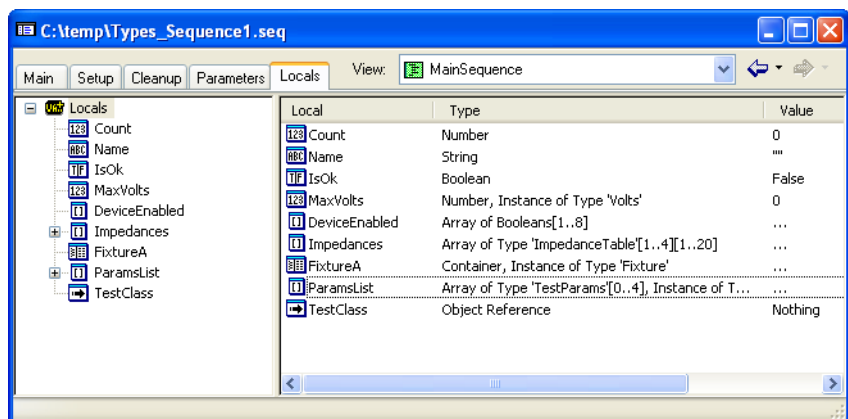 C:\temp\Types_Sequence1.seq
Main Setup Cleanup Parameters Locals View: MainSequence
Locals
Count
Name
IsOk
MaxVolts
DeviceEnabled
Impedances
FixtureA
ParamsList
TestClass
Local Type Value
Count Number 0
Name String ""
IsOk Boolean False
MaxVolts Number, Instance of Type 'Volts' 0
DeviceEnabled Array of Booleans[1..8] ...
Impedances Array of Type 'ImpedanceTable'[1..4][1..20] ...
FixtureA Container, Instance of Type 'Fixture' ...
ParamsList Array of Type 'TestParams'[0..4], Instance of T... ...
TestClass Object Reference Nothing